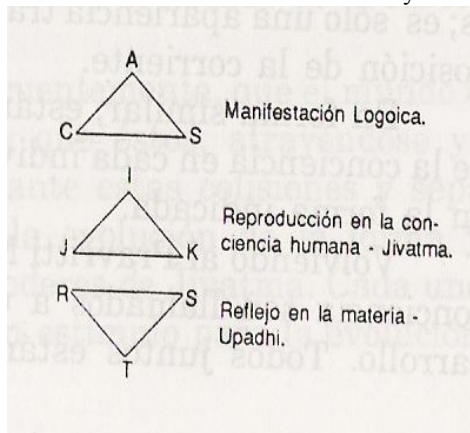 A
C S
Manifestación Logoica.
I
J K
Reproducción en la con-
ciencia humana - Jivatma.
R S
T
Reflejo en la materia -
Upadhi.